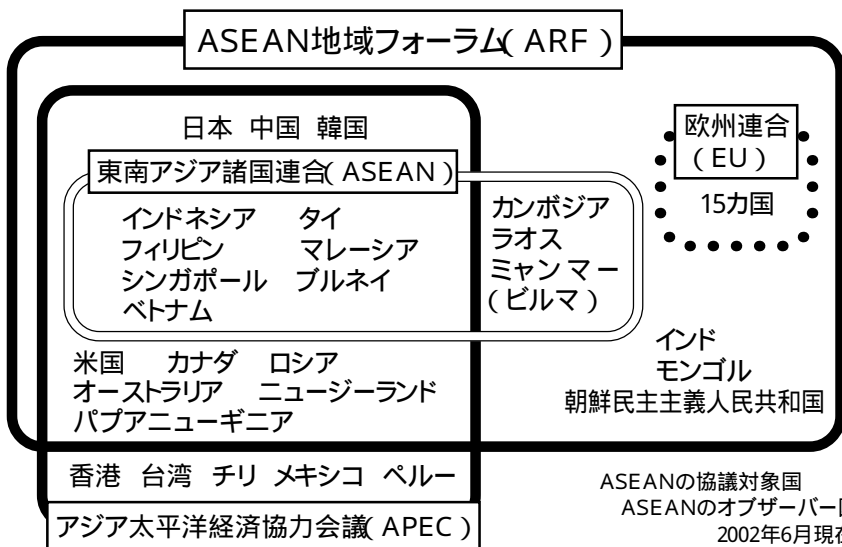 ASEAN地域フォーラム(ARF)
日本 中国 韓国
東南アジア諸国連合(ASEAN)
インドネシア タイ
フィリピン マレーシア
シンガポール ブルネイ
ベトナム
カンボジア
ラオス
ミャンマー
(ビルマ)
欧州連合
(EU)
15カ国
米国 カナダ ロシア
オーストラリア ニュージーランド
パプアニューギニア
インド
モンゴル
朝鮮民主主義人民共和国
香港 台湾 チリ メキシコ ペルー
アジア太平洋経済協力会議(APEC)
ASEANの協議対象国
ASEANのオブザーバー国
2002年6月現在